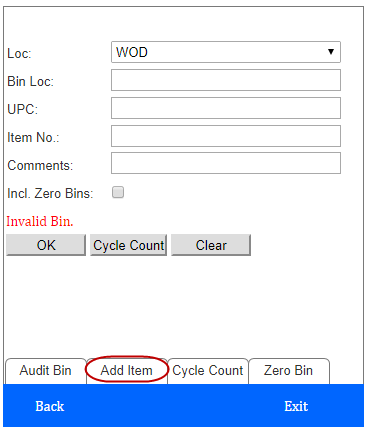 Loc: WOD
Bin Loc:
UPC:
Item No.:
Comments:
Incl. Zero Bins:
Invalid Bin.
OK Cycle Count Clear
Audit Bin Add Item Cycle Count Zero Bin
Back Exit